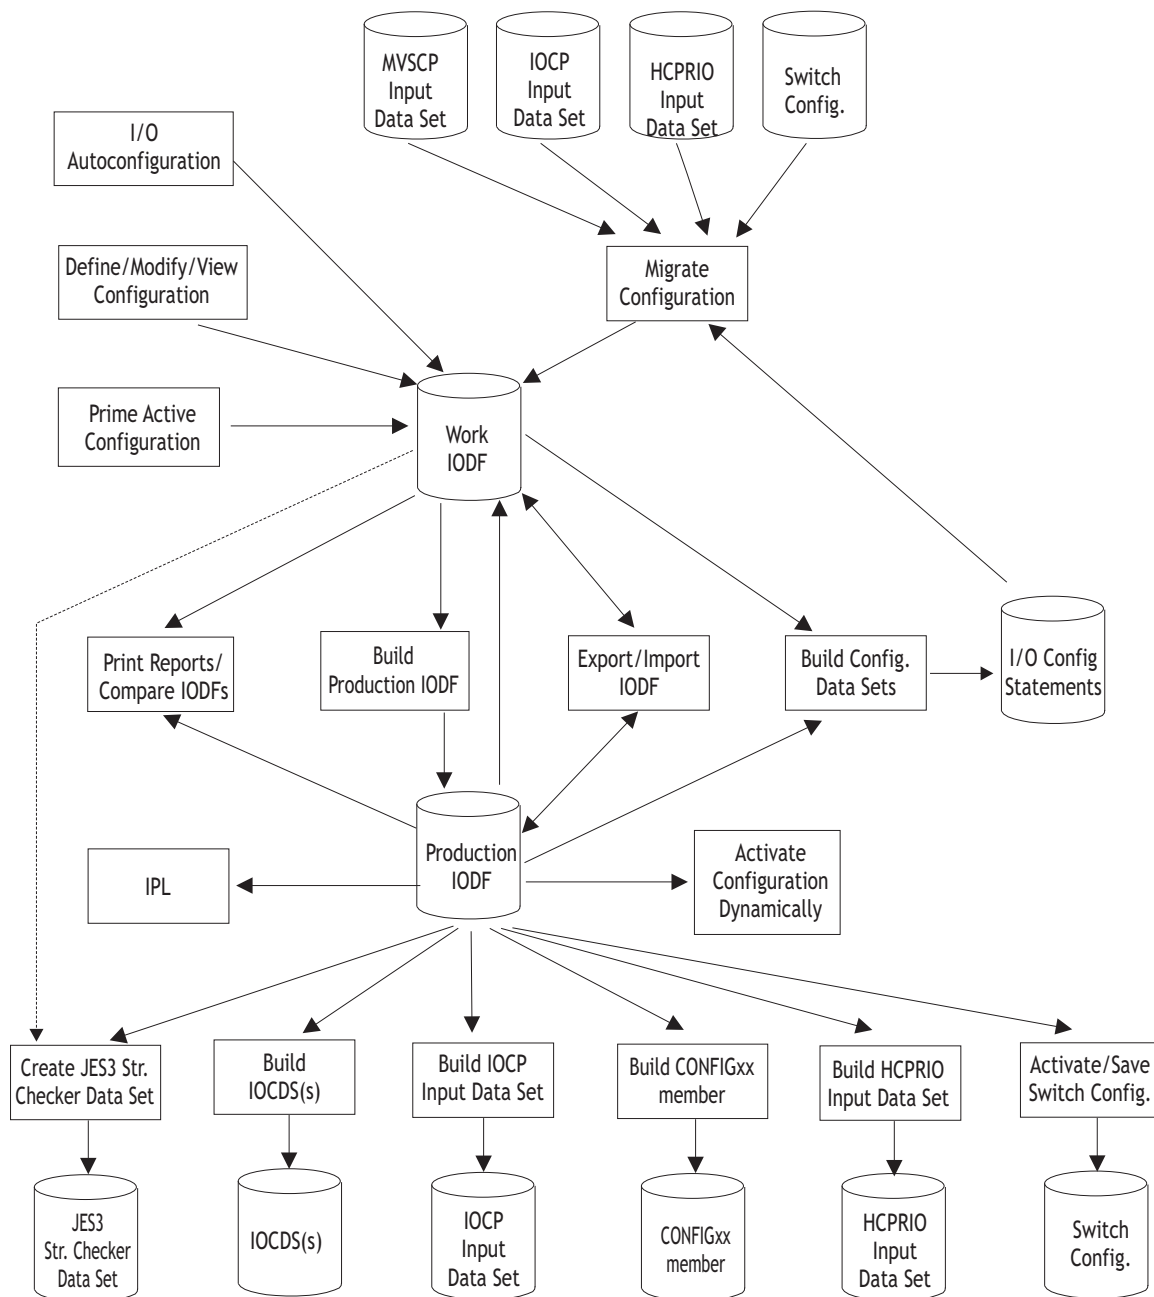 MVSCP
Input
Data Set
IOCP
Input
Data Set
HCPRIO
Input
Data Set
Switch
Config.
I/O
Autoconfiguration
Define/Modify/View
Configuration
Migrate
Configuration
Prime Active
Configuration
Work
IODF
Print Reports/
Compare IODFs
Build
Production IODF
Export/Import
IODF
Build Config.
Data Sets
I/O Config
Statements
IPL
Production
IODF
Activate
Configuration
Dynamically
Create JES3 Str.
Checker Data Set
Build
IOCDS(s)
Build IOCP
Input Data Set
Build CONFIGxx
member
Build HCPRIO
Input Data Set
Activate/Save
Switch Config.
JES3
Str. Checker
Data Set
IOCDS(s)
IOCP
Input
Data Set
CONFIGxx
member
HCPRIO
Input
Data Set
Switch
Config.